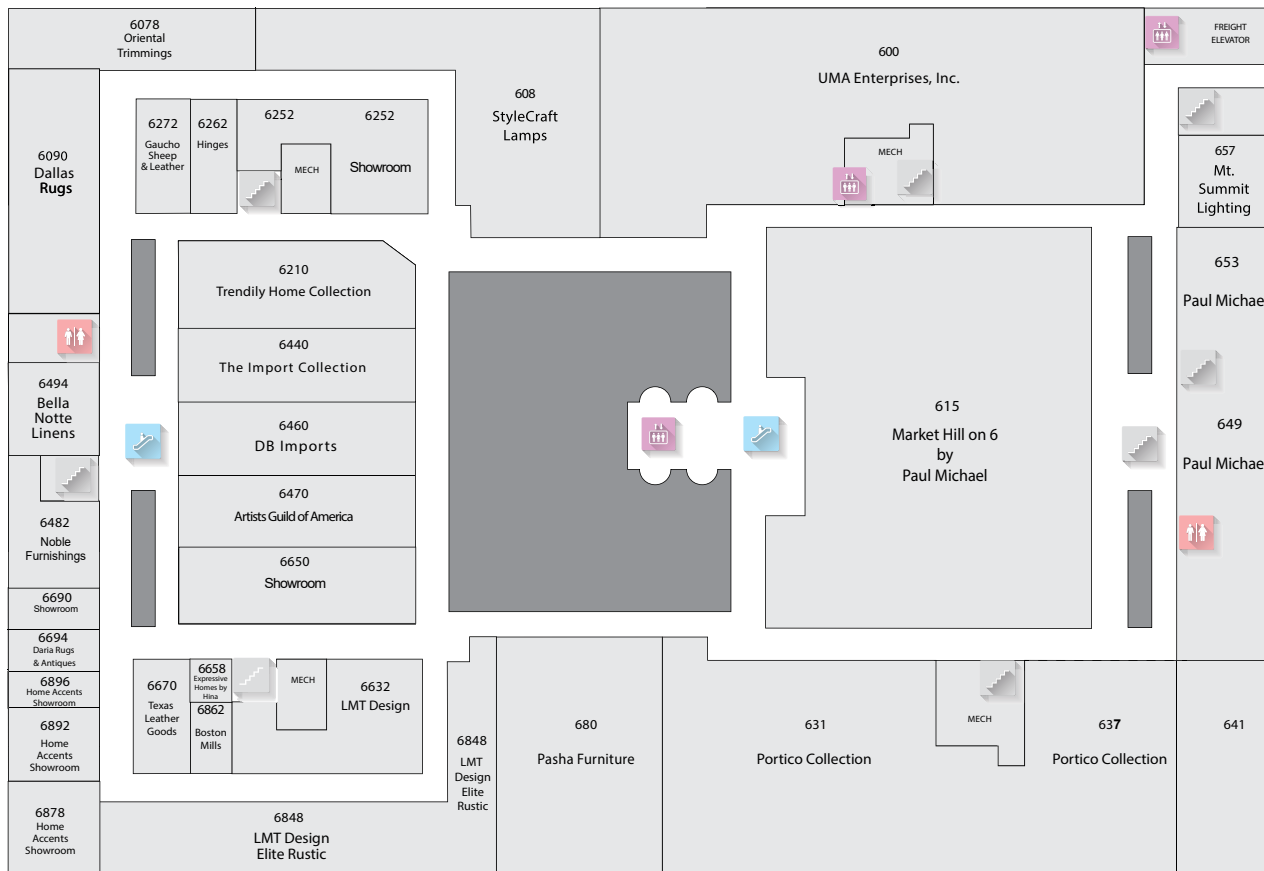 6078
Oriental
Trimmings
608
StyleCraft
Lamps
600
UMA Enterprises, Inc.
MECH
FREIGHT
ELEVATOR
6090
Dallas
Rugs
6272
Gaucho
Sheep
& Leather
6262
Hinges
6252
MECH
6252
Showroom
657
Mt.
Summit
Lighting
6210
Trendily Home Collection
6440
The Import Collection
6460
DB Imports
6470
Artists Guild of America
6650
Showroom
615
Market Hill on 6
by
Paul Michael
653
Paul Michae
649
Paul Michae
6494
Bella
Notte
Linens
6482
Noble
Furnishings
6690
Showroom
6694
Daria Rugs
& Antiques
6896
Home Accents
Showroom
6892
Home
Accents
Showroom
6878
Home
Accents
Showroom
6670
Texas
Leather
Goods
6658
Expressive
Homes by
Hina
6862
Boston
Mills
MECH
6632
LMT Design
6848
LMT Design
Elite Rustic
6848
LMT
Design
Elite
Rustic
680
Pasha Furniture
631
Portico Collection
MECH
637
Portico Collection
641